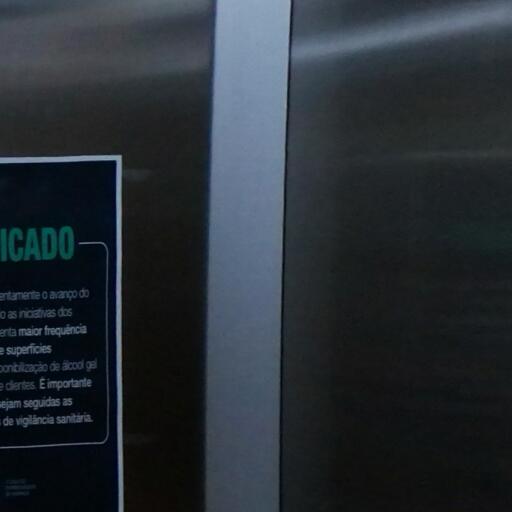 ICADO
entamente o avanço do
o as iniciativas dos
enta maior frequência
e superfícies
ponibilização de álcool gel
e clientes. É importante
sejam seguidas as
s de vigilância sanitária.